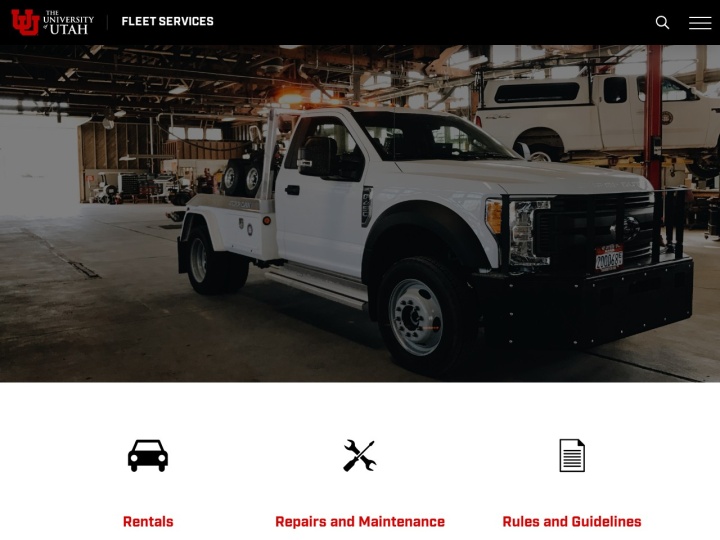 THE
UNIVERSITY
of UTAH
FLEET SERVICES
Rentals
Repairs and Maintenance
Rules and Guidelines